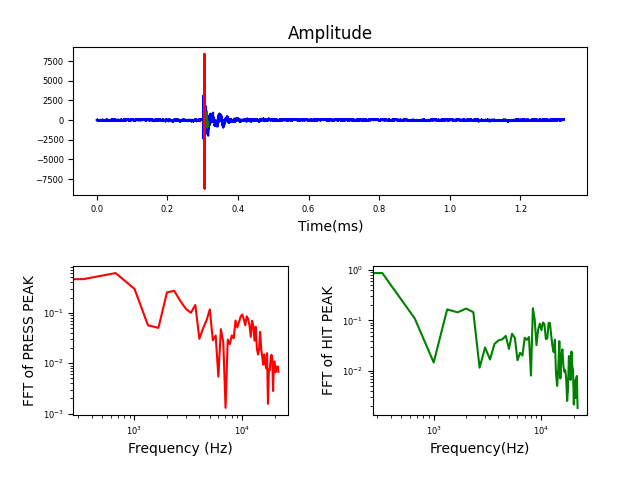 Amplitude
7500
5000
2500
0
−2500
−5000
−7500
0.0 0.2 0.4 0.6 0.8 1.0 1.2
Time(ms)
FFT of PRESS PEAK
10⁻¹
10⁻²
10⁻³
10³ 10⁴
Frequency (Hz)
FFT of HIT PEAK
10⁰
10⁻¹
10⁻²
10³ 10⁴
Frequency(Hz)